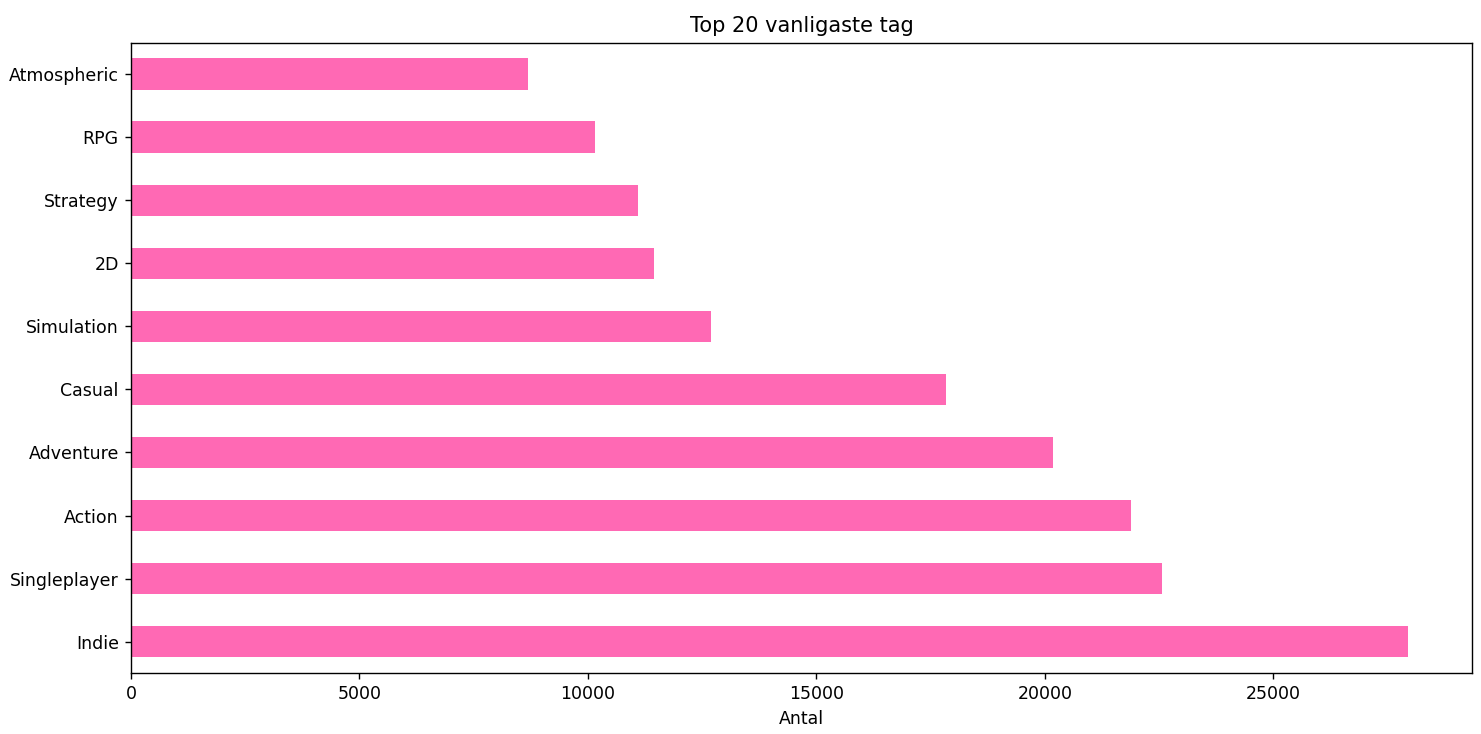 Top 20 vanligaste tag
Atmospheric
RPG
Strategy
2D
Simulation
Casual
Adventure
Action
Singleplayer
Indie
0 5000 10000 15000 20000 25000
Antal